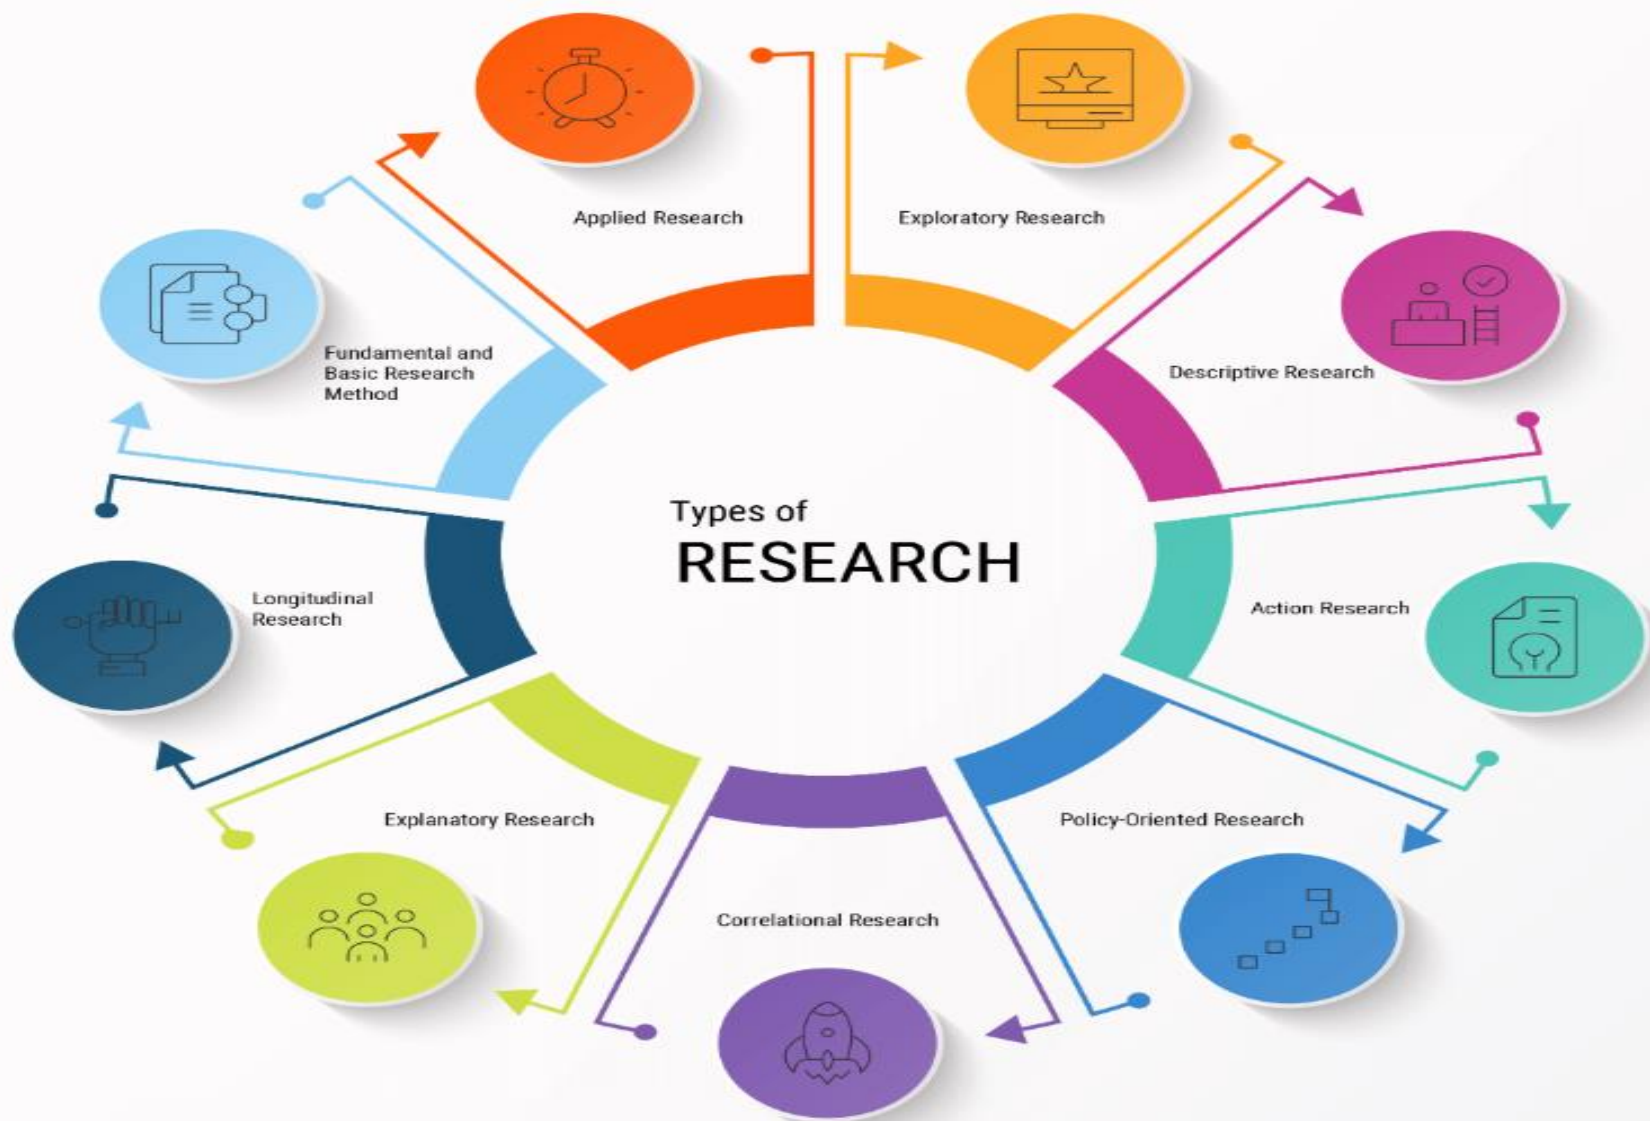 Applied Research
Exploratory Research
Fundamental and
Basic Research
Method
Descriptive Research
Types of
RESEARCH
Longitudinal
Research
Action Research
Explanatory Research
Policy-Oriented Research
Correlational Research